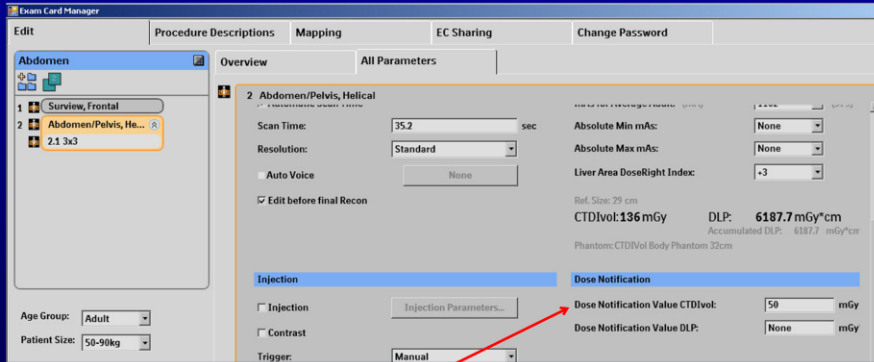 Exam Card Manager
Edit
Procedure Descriptions
Mapping
EC Sharing
Change Password
Abdomen
1 Surview, Frontal
2 Abdomen/Pelvis, He...
2.1 3x3
Age Group: Adult
Patient Size: 50-90kg
Overview
All Parameters
2 Abdomen/Pelvis, Helical
Automatic Scan Time
Scan Time: 35.2 sec
Resolution: Standard
Auto Voice None
Edit before final Recon
Injection
Injection Injection Parameters...
Contrast
Trigger: Manual
Absolute Min mAs: None
Absolute Max mAs: None
Liver Area DoseRight Index: +3
Ref. Size: 29 cm
CTDIvol: 136 mGy DLP: 6187.7 mGy*cm
Accumulated DLP: 6187.7 mGy*cm
Phantom: CTDIVol Body Phantom 32cm
Dose Notification
Dose Notification Value CTDIvol: 50 mGy
Dose Notification Value DLP: None mGy